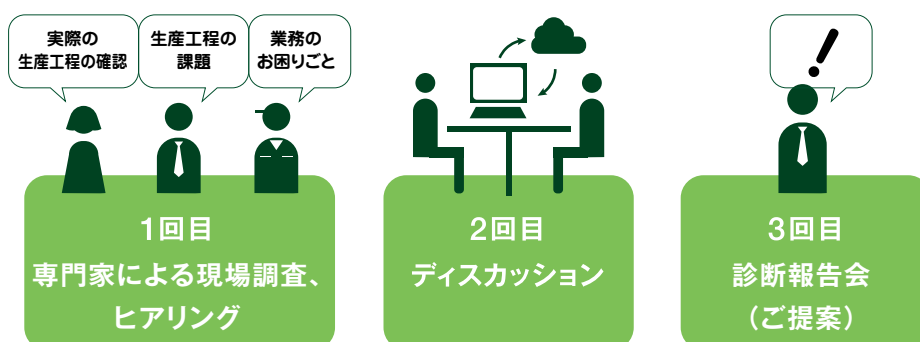 実際の
生産工程の確認
生産工程の
課題
業務の
お困りごと
!
1回目
専門家による現場調査、
ヒアリング
2回目
ディスカッション
3回目
診断報告会
（ご提案）